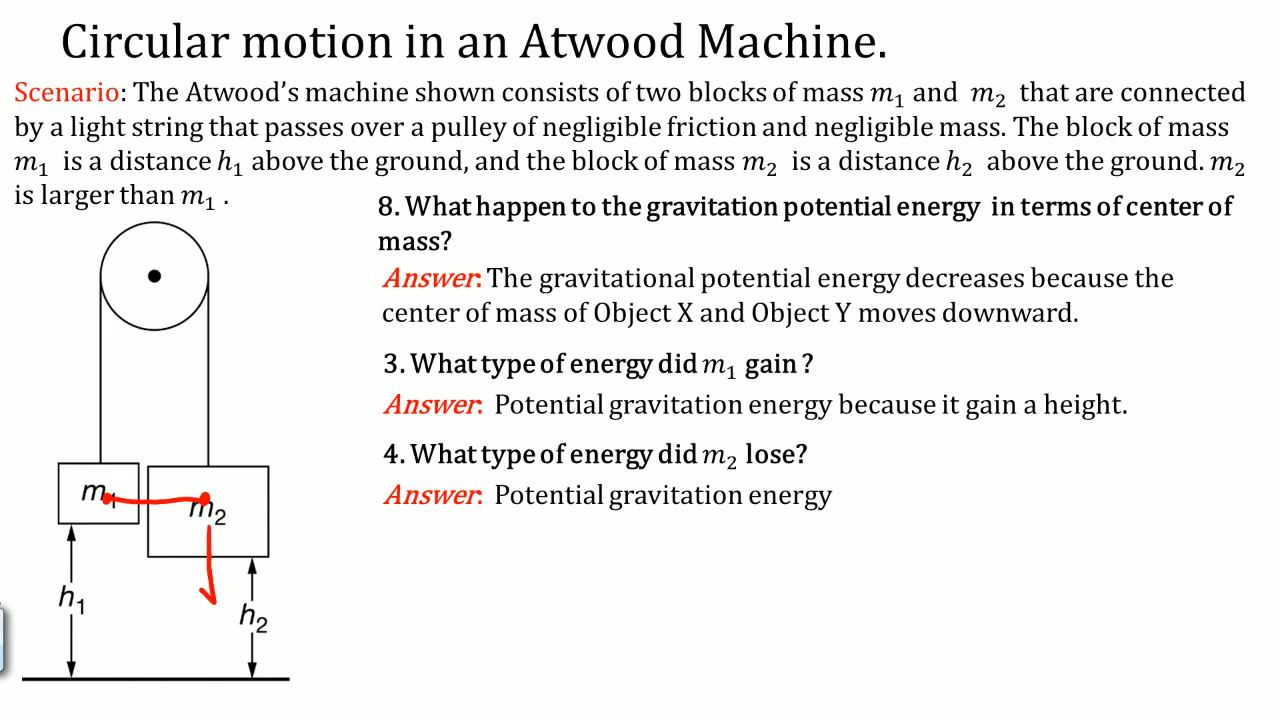 Circular motion in an Atwood Machine.
Scenario: The Atwood’s machine shown consists of two blocks of mass m₁ and m₂ that are connected
by a light string that passes over a pulley of negligible friction and negligible mass. The block of mass
m₁ is a distance h₁ above the ground, and the block of mass m₂ is a distance h₂ above the ground. m₂
is larger than m₁ .
8. What happen to the gravitation potential energy in terms of center of
mass?
Answer: The gravitational potential energy decreases because the
center of mass of Object X and Object Y moves downward.
3. What type of energy did m₁ gain ?
Answer: Potential gravitation energy because it gain a height.
4. What type of energy did m₂ lose?
Answer: Potential gravitation energy
m₁
m₂
h₁
h₂